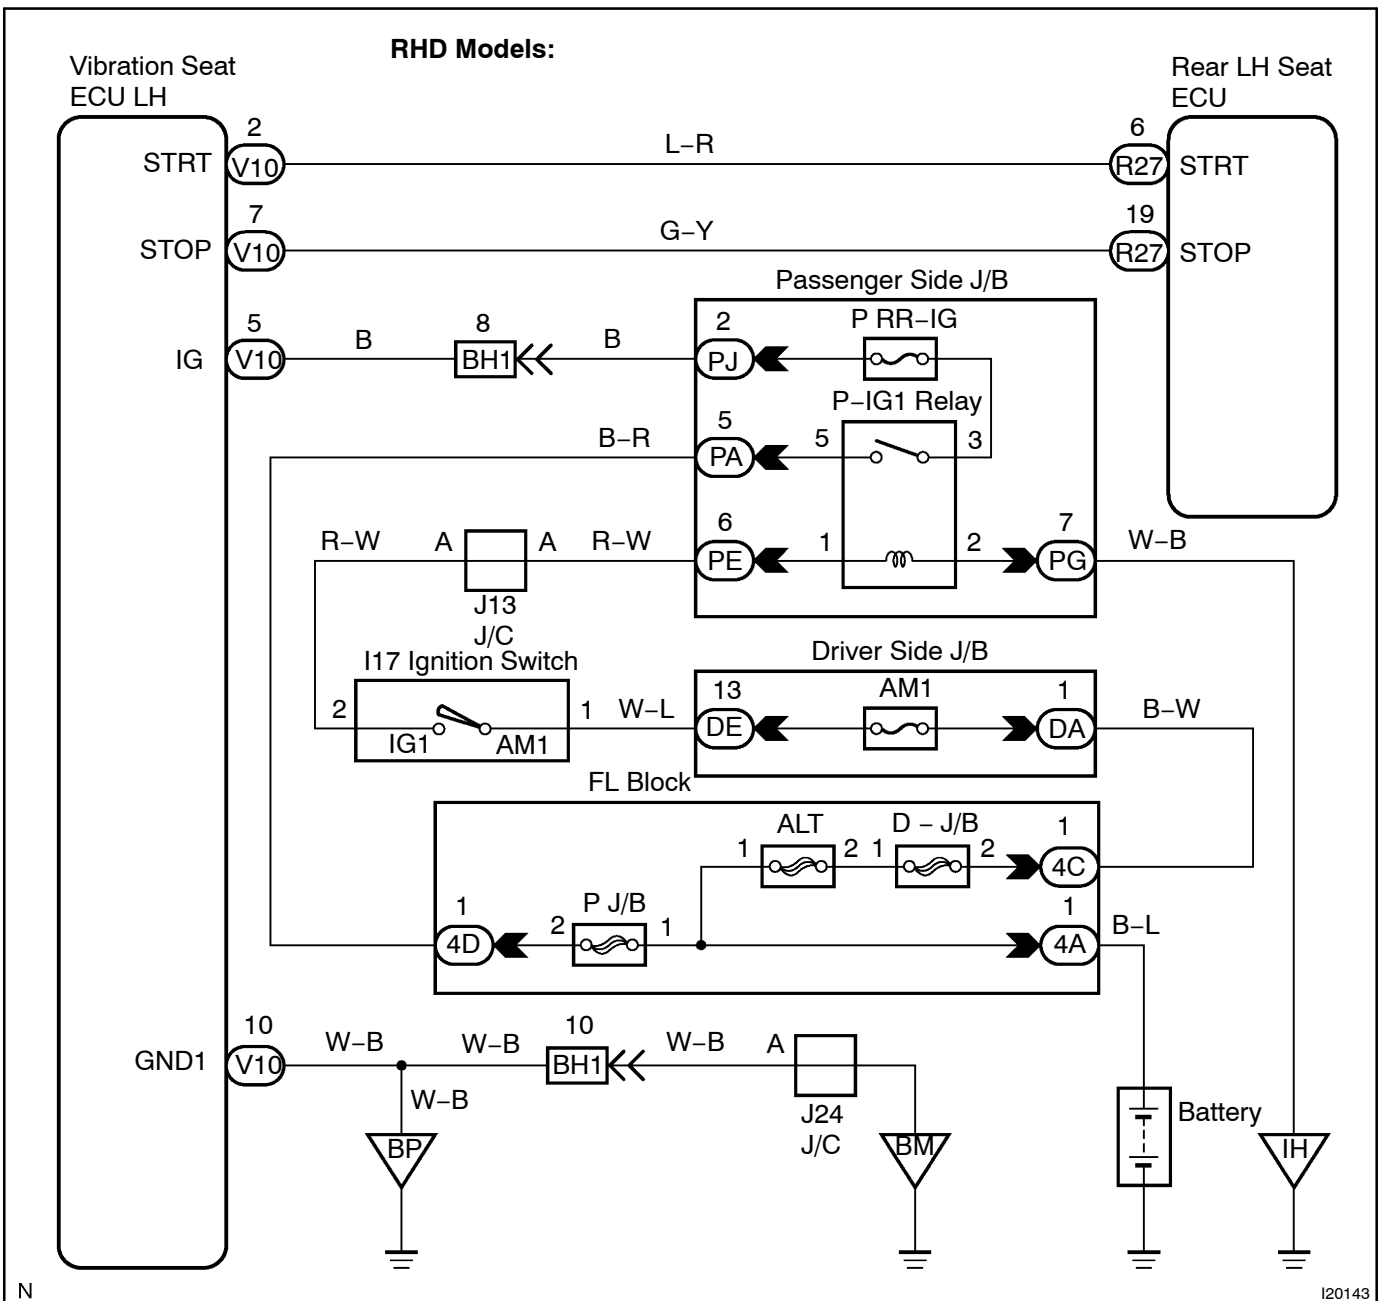 RHD Models:
Vibration Seat
ECU LH
Rear LH Seat
ECU
2
L–R
6
STRT
V10
R27
STRT
7
G–Y
19
STOP
V10
R27
STOP
Passenger Side J/B
5
B
8
B
2
P RR–IG
IG
V10
BH1
PJ
P–IG1 Relay
B–R
5
5
3
PA
R–W
A
A
R–W
6
1
2
7
W–B
PE
PG
J13
J/C
I17 Ignition Switch
Driver Side J/B
2
1
W–L
13
AM1
1
B–W
IG1
AM1
DE
DA
FL Block
ALT
D – J/B
1
1
2
1
2
4C
1
P J/B
1
B–L
2
1
4D
4A
10
W–B
W–B
10
W–B
A
GND1
V10
BH1
W–B
J24
J/C
Battery
BP
BM
IH
N
I20143